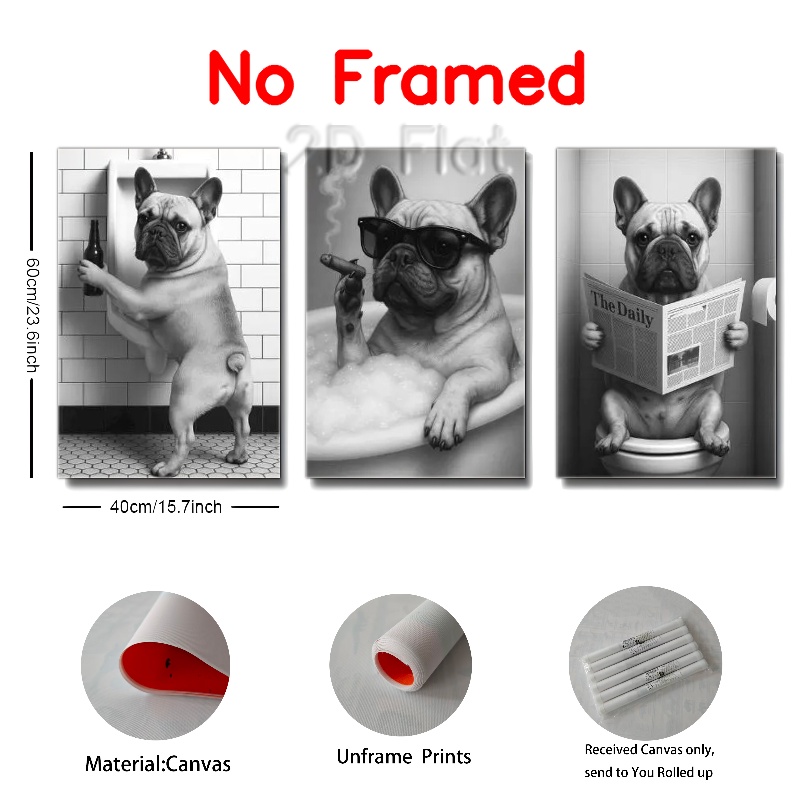 No Framed
2D Flat
60cm/23.6inch
The Daily
40cm/15.7inch
Material:Canvas
Unframe Prints
Received Canvas only,
send to You Rolled up